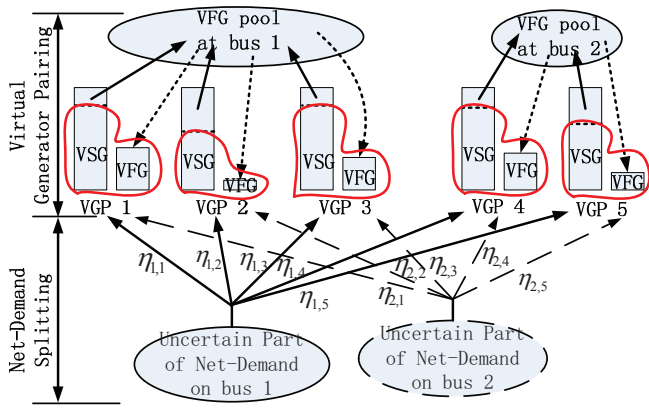 VFG pool
at bus 1
VFG pool
at bus 2
Virtual
Generator Pairing
VSG
VFG
VSG
VFG
VSG
VFG
VSG
VFG
VSG
VFG
VGP 1
VGP 2
VGP 3
VGP 4
VGP 5
Net-Demand
Splitting
η1,1
η1,2
η1,3
η1,4
η1,5
η2,1
η2,2
η2,3
η2,4
η2,5
Uncertain Part
of Net-Demand
on bus 1
Uncertain Part
of Net-Demand
on bus 2